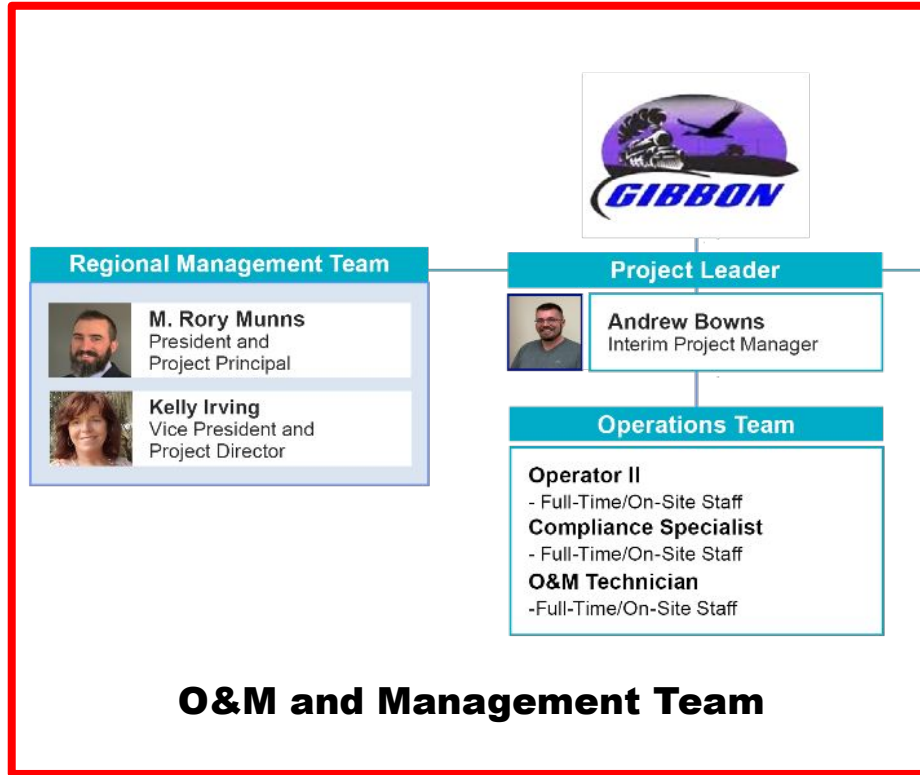 GIBBON
Regional Management Team
M. Rory Munns
President and
Project Principal
Kelly Irving
Vice President and
Project Director
Project Leader
Andrew Bowns
Interim Project Manager
Operations Team
Operator II
- Full-Time/On-Site Staff
Compliance Specialist
- Full-Time/On-Site Staff
O&M Technician
-Full-Time/On-Site Staff
O&M and Management Team